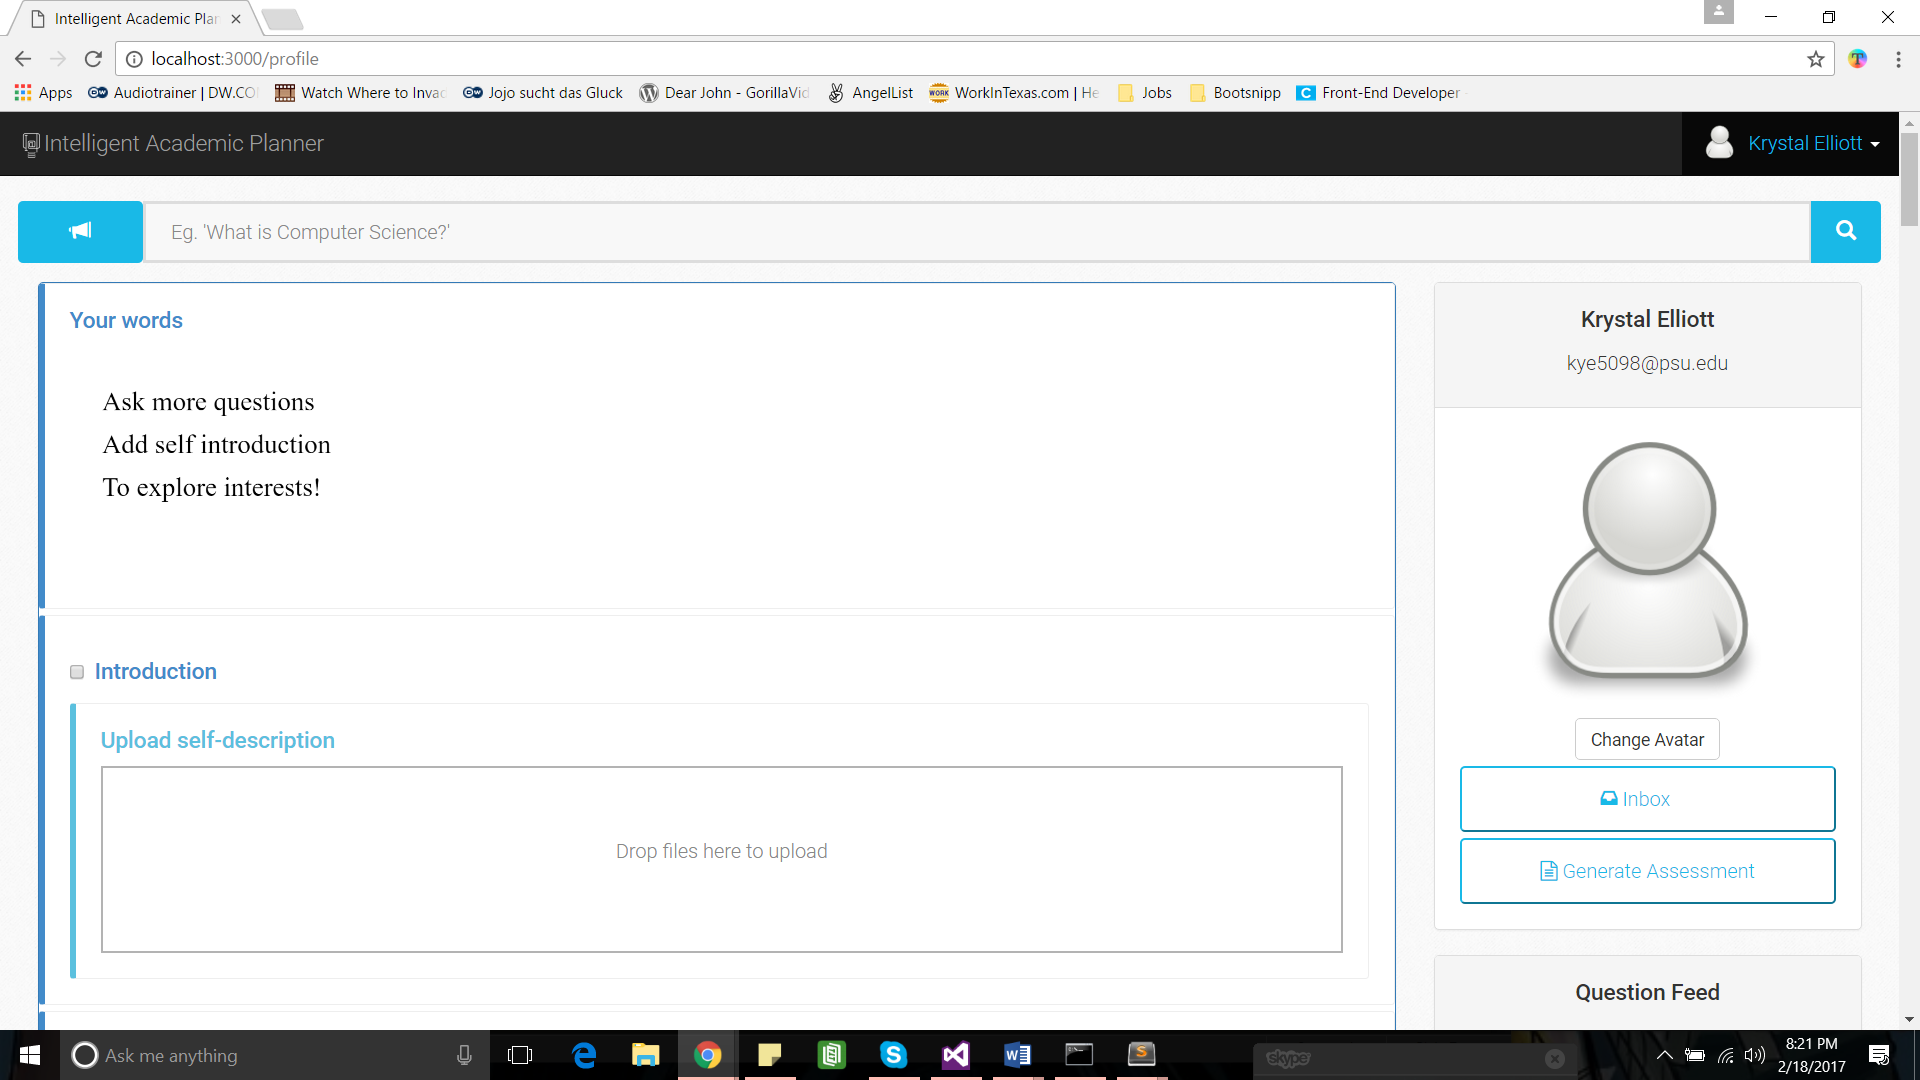 Intelligent Academic Plan
localhost:3000/profile
Apps
Audiotrainer | DW.CO
Watch Where to Invad
Jojo sucht das Gluck
Dear John - GorillaVid
AngelList
WORK
WorkInTexas.com | He
Jobs
Bootsnipp
C
Front-End Developer
Intelligent Academic Planner
Krystal Elliott
Eg. 'What is Computer Science?'
Your words
Ask more questions
Add self introduction
To explore interests!
Introduction
Upload self-description
Drop files here to upload
Krystal Elliott
kye5098@psu.edu
Change Avatar
Inbox
Generate Assessment
Question Feed
Ask me anything
skype
8:21 PM
2/18/2017